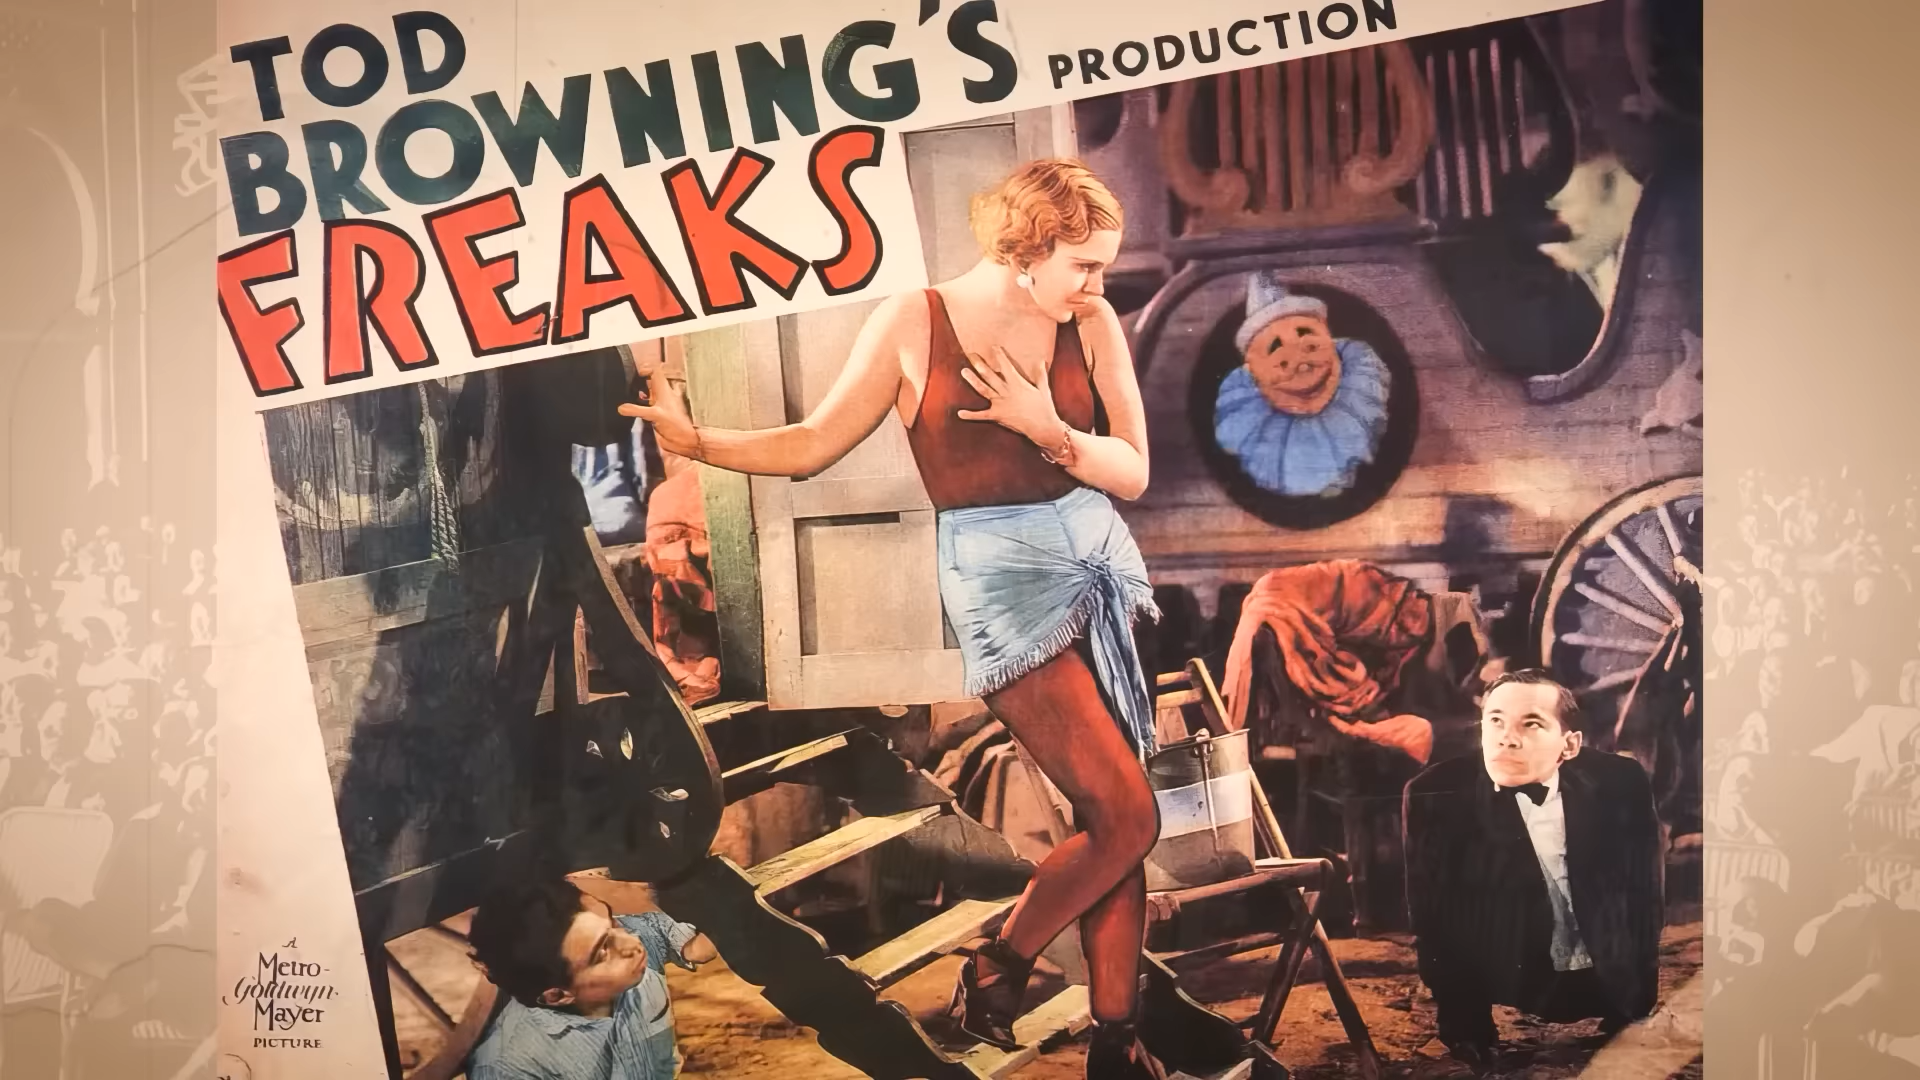 TOD
BROWNING'S PRODUCTION
FREAKS
A
Metro-
Goldwyn-
Mayer
PICTURE